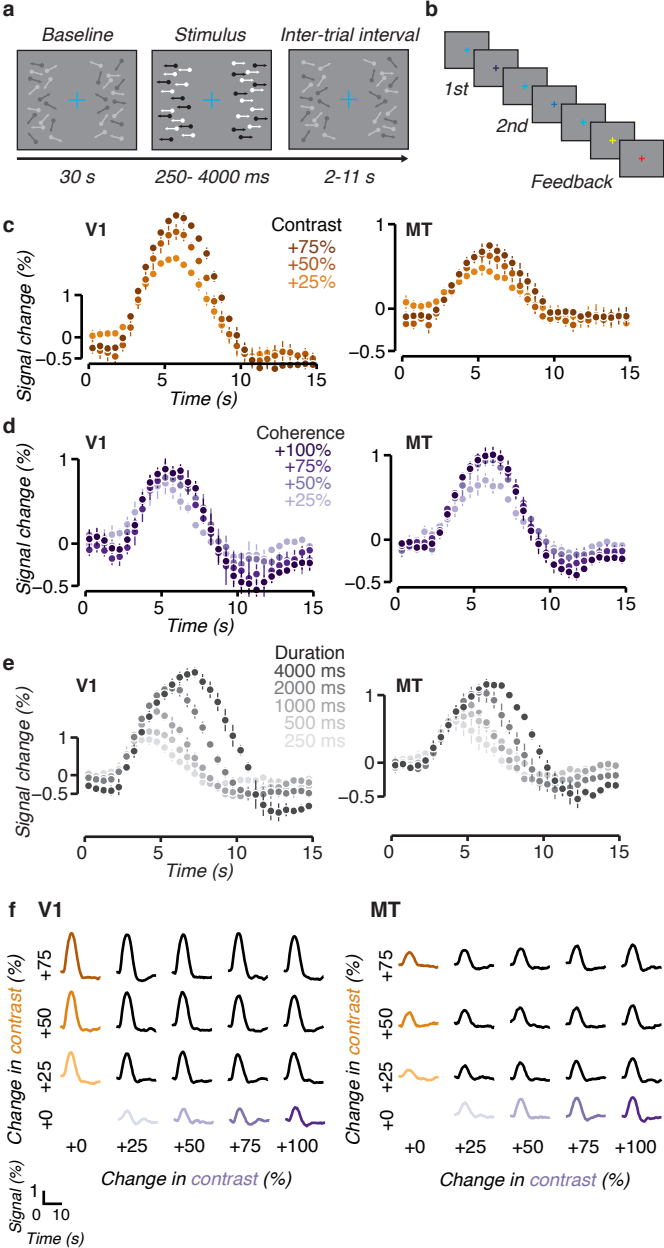 a
Baseline
Stimulus
Inter-trial interval
30 s
250- 4000 ms
2-11 s
b
1st
2nd
Feedback
c
V1
Contrast
+75%
+50%
+25%
Signal change (%)
1
0
−0.5
0
5
10
15
Time (s)
MT
1
0
−0.5
0
5
10
15
d
V1
Coherence
+100%
+75%
+50%
+25%
Signal change (%)
1
0
−0.5
0
5
10
15
Time (s)
MT
1
0
−0.5
0
5
10
15
e
V1
Duration
4000 ms
2000 ms
1000 ms
500 ms
250 ms
Signal change (%)
1
0
−0.5
0
5
10
15
Time (s)
MT
1
0
−0.5
0
5
10
15
f
V1
Change in contrast (%)
+75
+50
+25
+0
+0
+25
+50
+75
+100
Change in contrast (%)
MT
Change in contrast (%)
+75
+50
+25
+0
+0
+25
+50
+75
+100
Change in contrast (%)
Signal (%)
1
0
0
10
Time (s)